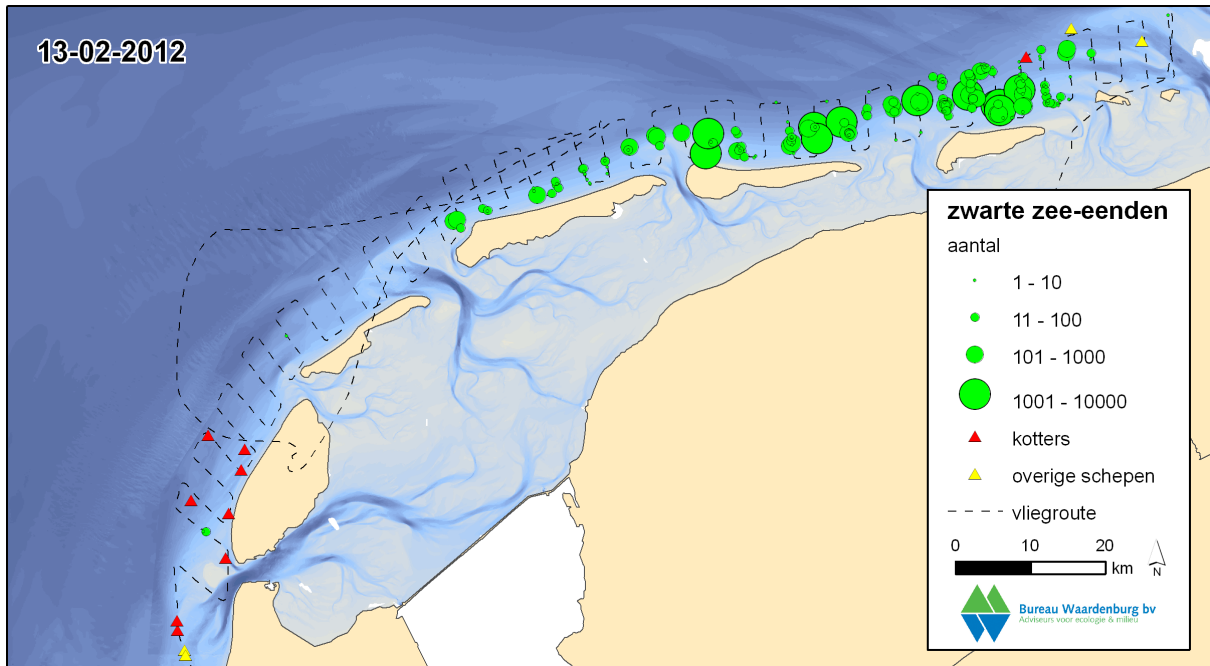 13-02-2012
zwarte zee-eenden
aantal
1 - 10
11 - 100
101 - 1000
1001 - 10000
kotters
overige schepen
vliegroute
0 10 20
km
N
Bureau Waardenburg bv
Adviseurs voor ecologie & milieu